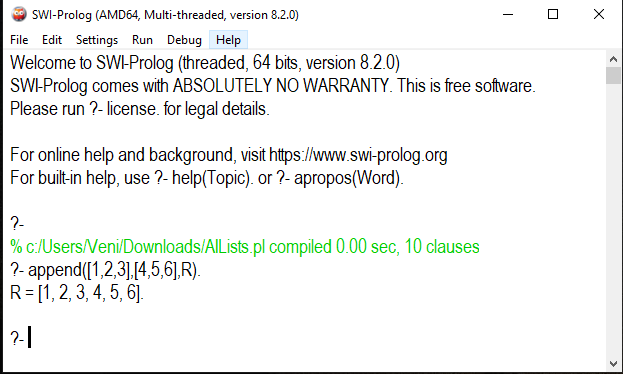 SWI-Prolog (AMD64, Multi-threaded, version 8.2.0)
File Edit Settings Run Debug Help
Welcome to SWI-Prolog (threaded, 64 bits, version 8.2.0)
SWI-Prolog comes with ABSOLUTELY NO WARRANTY. This is free software.
Please run ?- license. for legal details.
For online help and background, visit https://www.swi-prolog.org
For built-in help, use ?- help(Topic). or ?- apropos(Word).
?-
% c:/Users/Veni/Downloads/AlLists.pl compiled 0.00 sec, 10 clauses
?- append([1,2,3],[4,5,6],R).
R = [1, 2, 3, 4, 5, 6].
?-